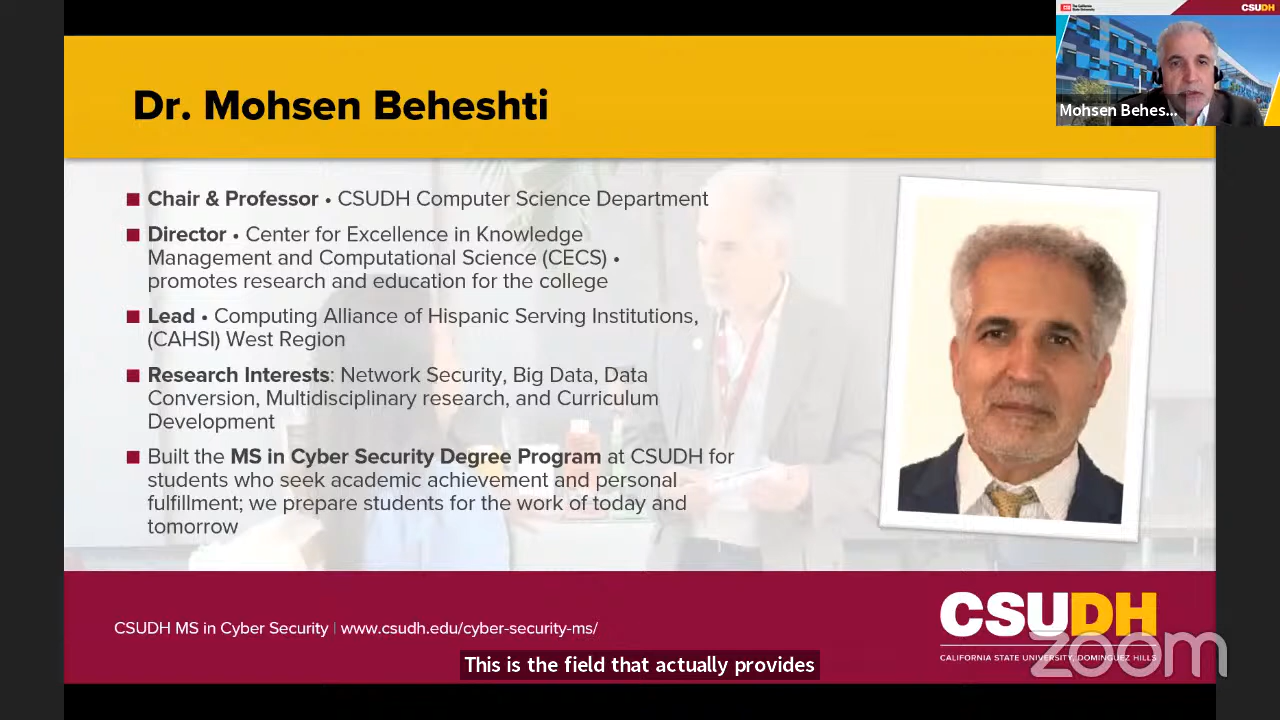 The California
State University
CSUDH
Mohsen Behes...
Dr. Mohsen Beheshti
■ Chair & Professor • CSUDH Computer Science Department
■ Director • Center for Excellence in Knowledge
Management and Computational Science (CECS) •
promotes research and education for the college
■ Lead • Computing Alliance of Hispanic Serving Institutions,
(CAHSI) West Region
■ Research Interests: Network Security, Big Data, Data
Conversion, Multidisciplinary research, and Curriculum
Development
■ Built the MS in Cyber Security Degree Program at CSUDH for
students who seek academic achievement and personal
fulfillment; we prepare students for the work of today and
tomorrow
CSUDH MS in Cyber Security | www.csudh.edu/cyber-security-ms/
CSUDH
CALIFORNIA STATE UNIVERSITY, DOMINGUEZ HILLS
zoom
This is the field that actually provides